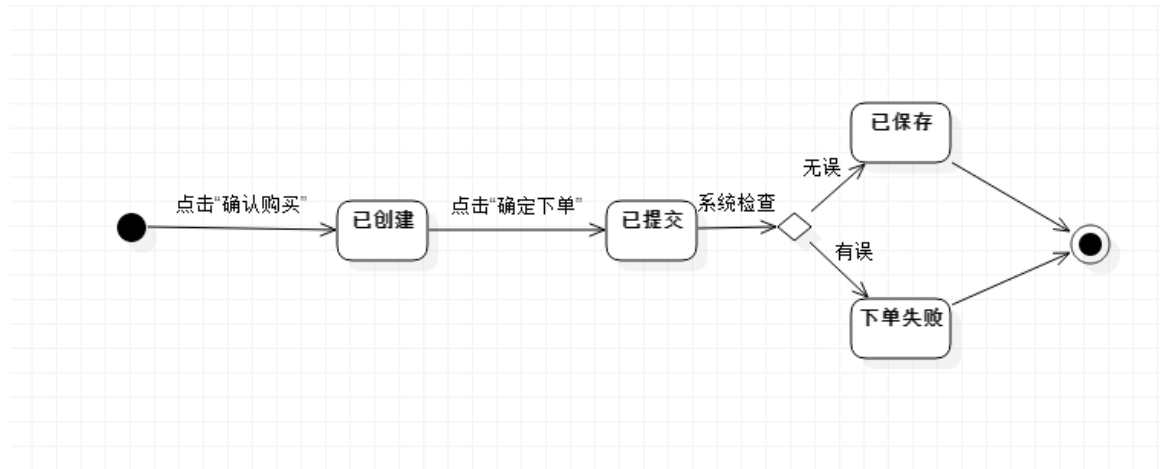 已保存
无误
点击“确认购买”
点击“确定下单”
系统检查
已创建
已提交
有误
下单失败